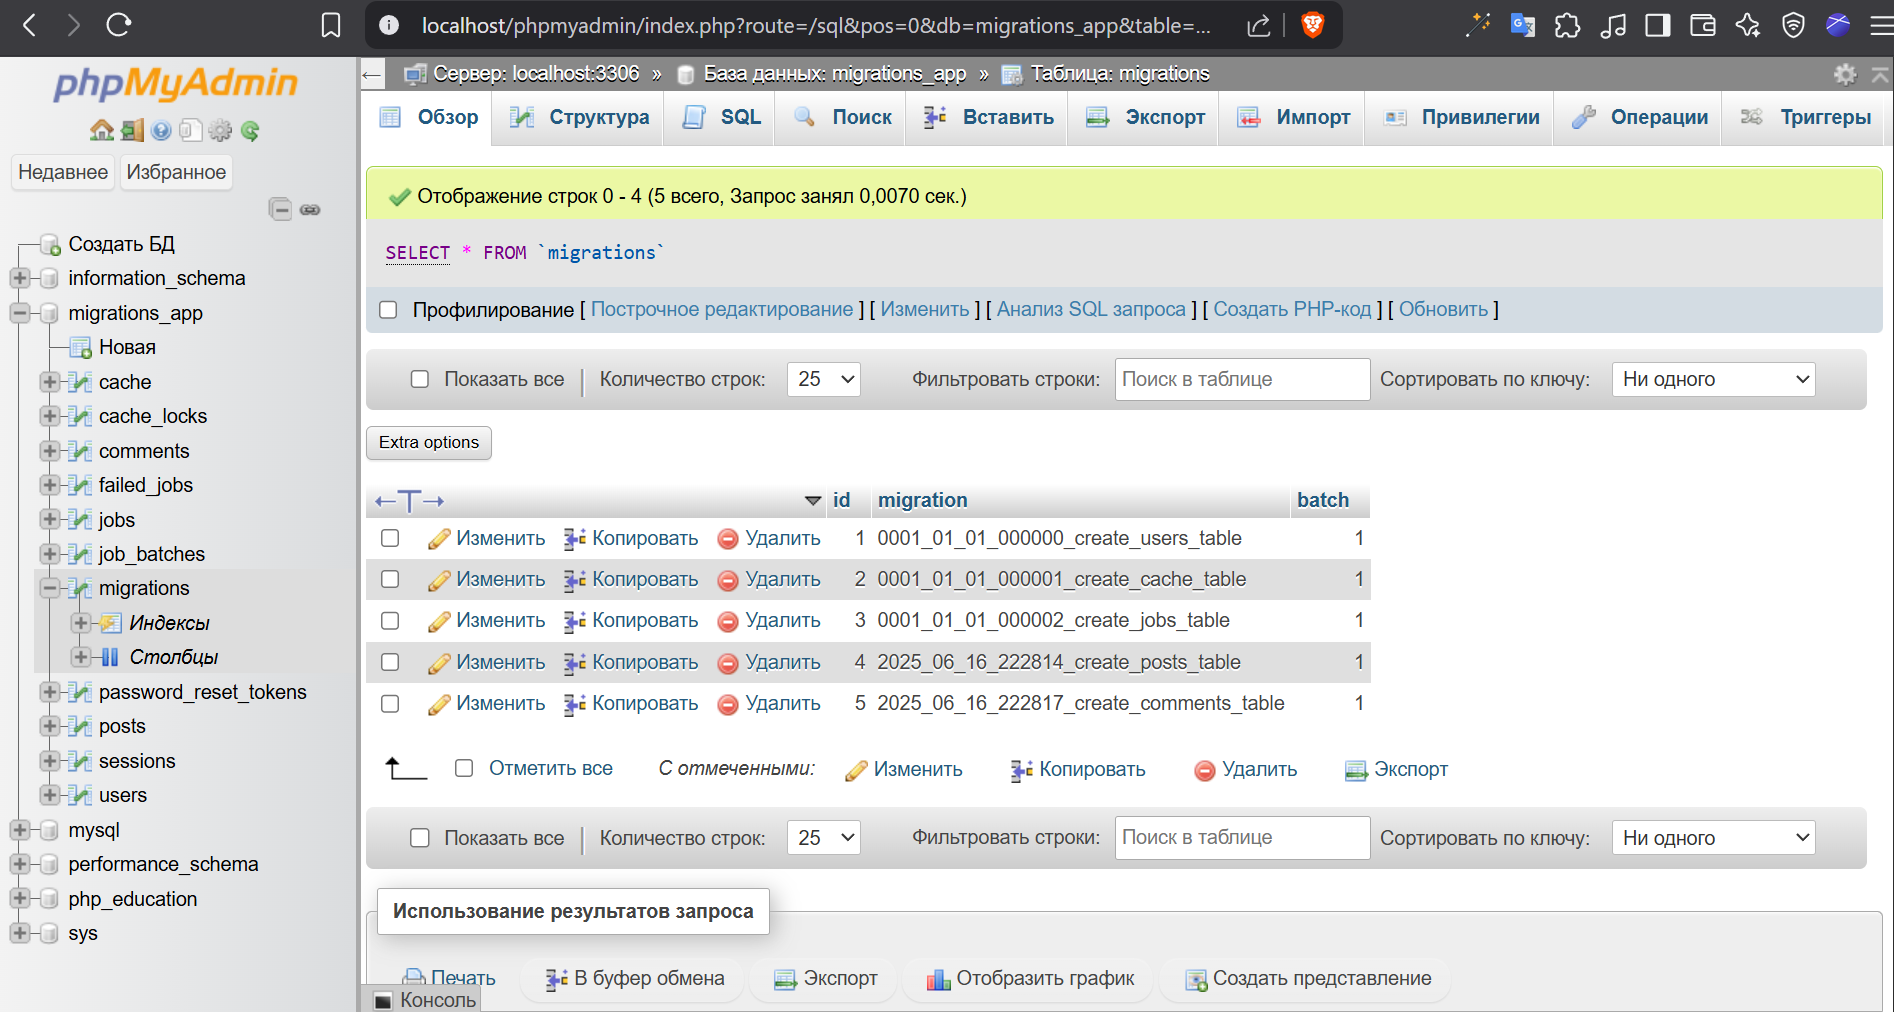 localhost/phpmyadmin/index.php?route=/sql&pos=0&db=migrations_app&table=...
phpMyAdmin
Недавнее Избранное
Создать БД
information_schema
migrations_app
Новая
cache
cache_locks
comments
failed_jobs
jobs
job_batches
migrations
Индексы
Столбцы
password_reset_tokens
posts
sessions
users
mysql
performance_schema
php_education
sys
Сервер: localhost:3306 » База данных: migrations_app » Таблица: migrations
Обзор Структура SQL Поиск Вставить Экспорт Импорт Привилегии Операции Триггеры
Отображение строк 0 - 4 (5 всего, Запрос занял 0,0070 сек.)
SELECT * FROM `migrations`
Профилирование [ Построчное редактирование ] [ Изменить ] [ Анализ SQL запроса ] [ Создать PHP-код ] [ Обновить ]
Показать все Количество строк: 25 Фильтровать строки: Поиск в таблице Сортировать по ключу: Ни одного
Extra options
id migration batch
Изменить Копировать Удалить 1 0001_01_01_000000_create_users_table 1
Изменить Копировать Удалить 2 0001_01_01_000001_create_cache_table 1
Изменить Копировать Удалить 3 0001_01_01_000002_create_jobs_table 1
Изменить Копировать Удалить 4 2025_06_16_222814_create_posts_table 1
Изменить Копировать Удалить 5 2025_06_16_222817_create_comments_table 1
Отметить все С отмеченными: Изменить Копировать Удалить Экспорт
Показать все Количество строк: 25 Фильтровать строки: Поиск в таблице Сортировать по ключу: Ни одного
Использование результатов запроса
Печать В буфер обмена Экспорт Отобразить график Создать представление
Консоль